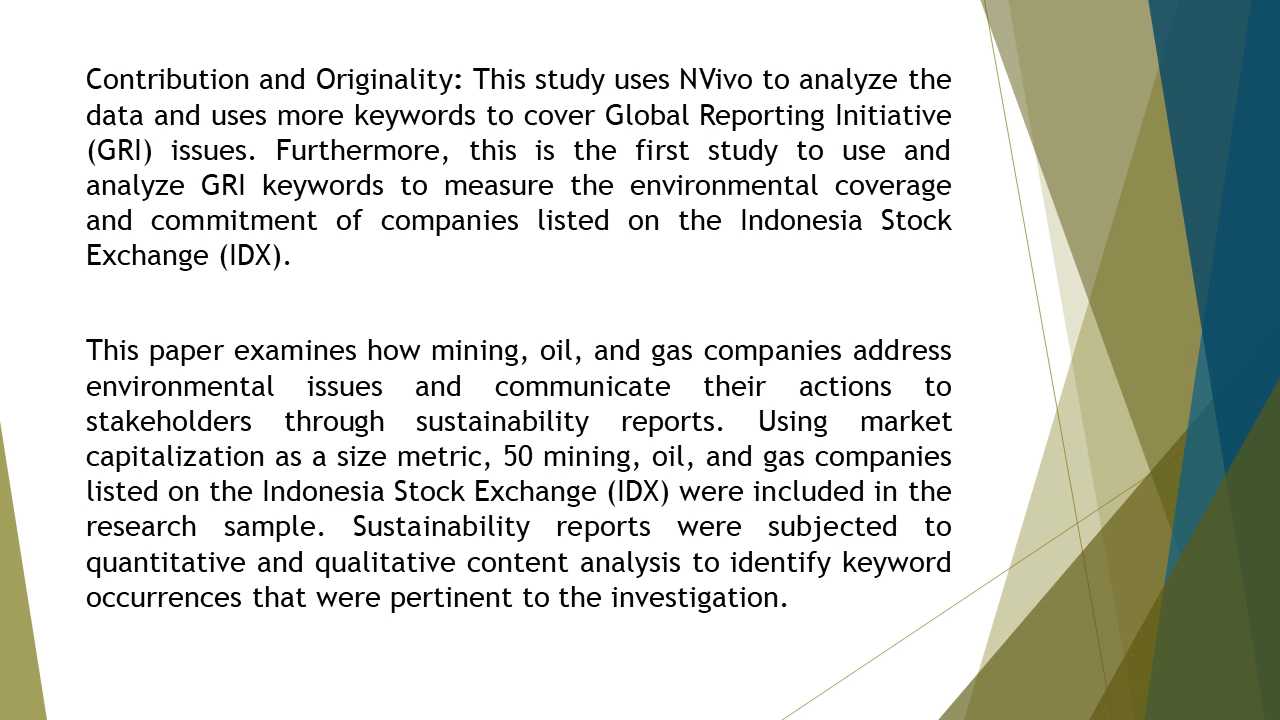 Contribution and Originality: This study uses NVivo to analyze the
data and uses more keywords to cover Global Reporting Initiative
(GRI) issues. Furthermore, this is the first study to use and
analyze GRI keywords to measure the environmental coverage
and commitment of companies listed on the Indonesia Stock
Exchange (IDX).
This paper examines how mining, oil, and gas companies address
environmental issues and communicate their actions to
stakeholders through sustainability reports. Using market
capitalization as a size metric, 50 mining, oil, and gas companies
listed on the Indonesia Stock Exchange (IDX) were included in the
research sample. Sustainability reports were subjected to
quantitative and qualitative content analysis to identify keyword
occurrences that were pertinent to the investigation.